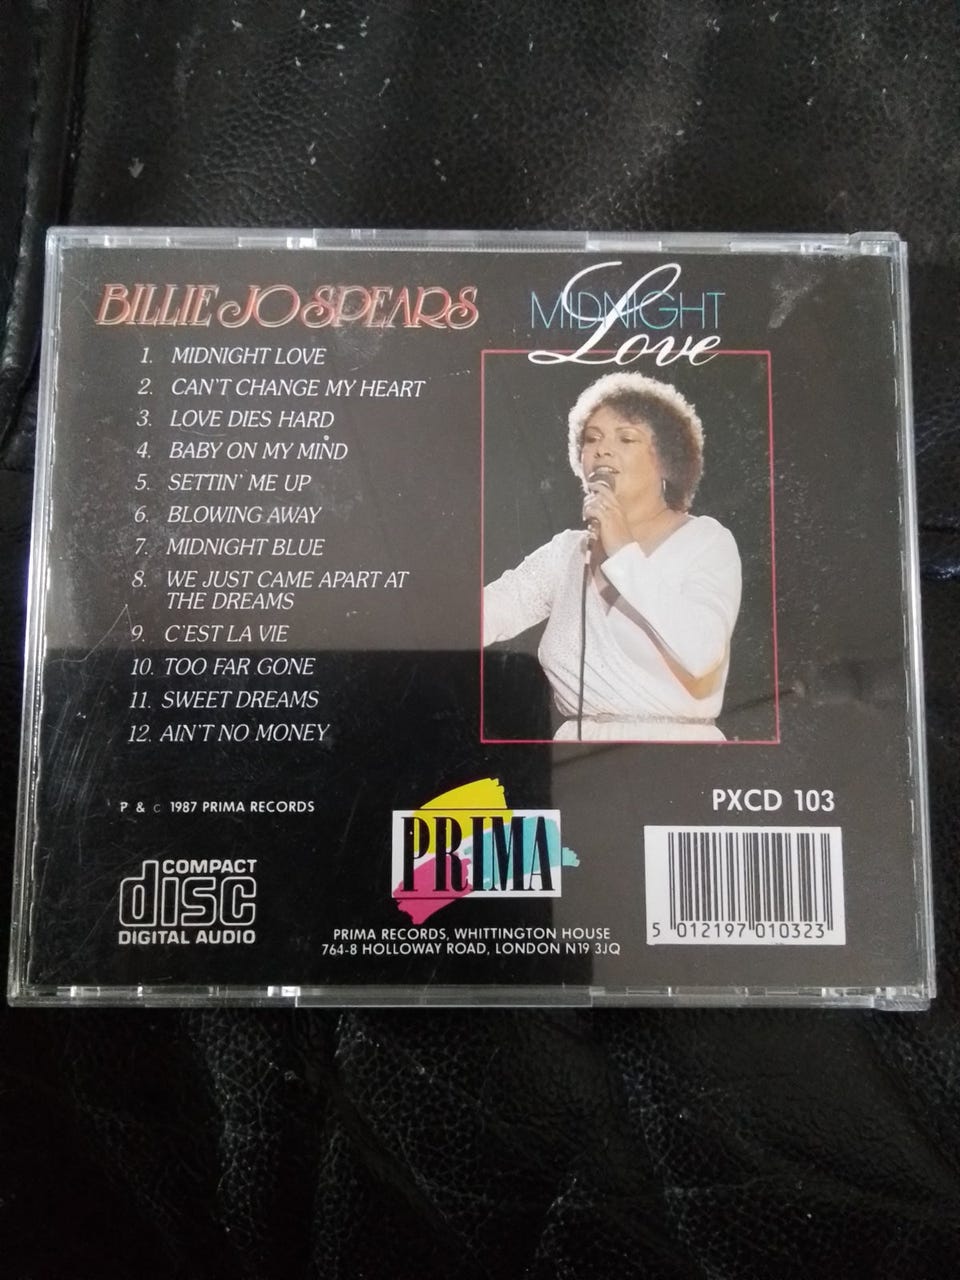 BILLIE JO SPEARS
MIDNIGHT
Love
1. MIDNIGHT LOVE
2. CAN'T CHANGE MY HEART
3. LOVE DIES HARD
4. BABY ON MY MIND
5. SETTIN' ME UP
6. BLOWING AWAY
7. MIDNIGHT BLUE
8. WE JUST CAME APART AT
THE DREAMS
9. C'EST LA VIE
10. TOO FAR GONE
11. SWEET DREAMS
12. AIN'T NO MONEY
P & C 1987 PRIMA RECORDS
PXCD 103
COMPACT
disc
DIGITAL AUDIO
PRIMA
PRIMA RECORDS, WHITTINGTON HOUSE
764-8 HOLLOWAY ROAD, LONDON N19 3JQ
5 012197 010323